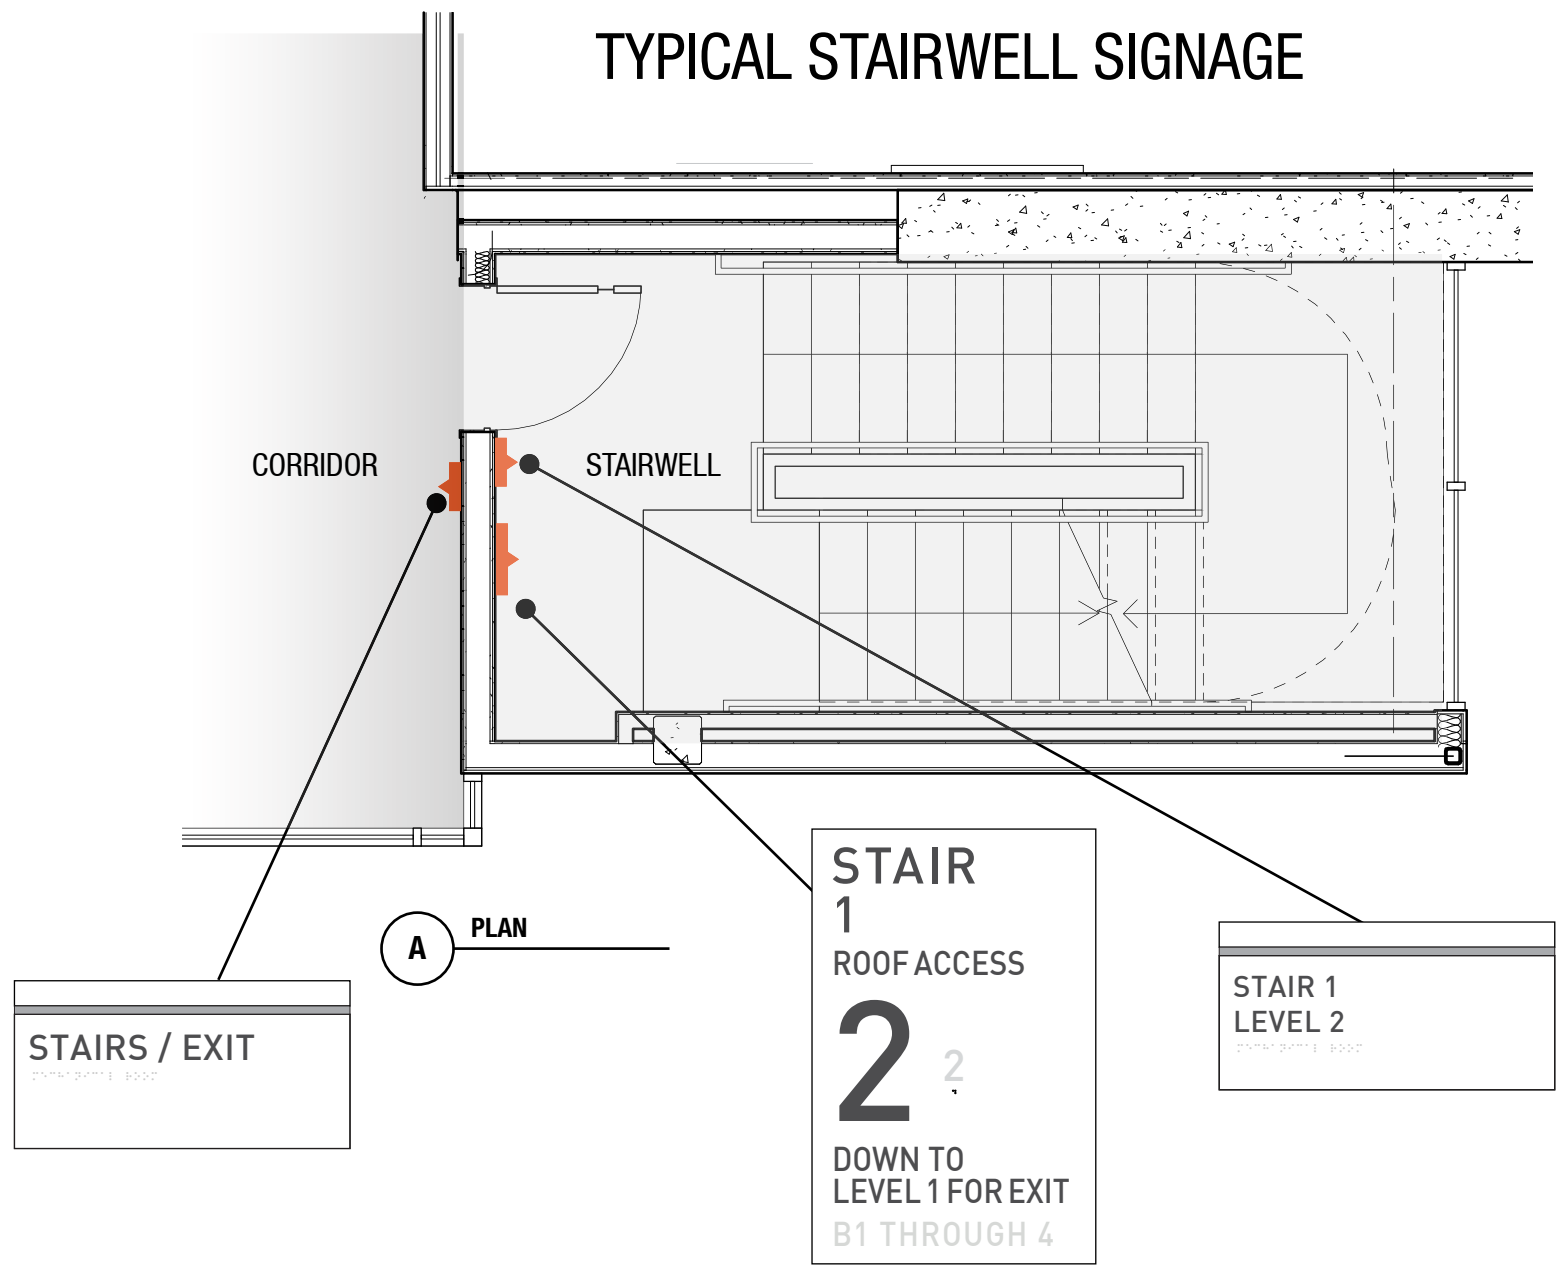 TYPICAL STAIRWELL SIGNAGE
CORRIDOR
STAIRWELL
A
PLAN
STAIRS / EXIT
⠍⠑⠉⠓⠁⠝⠊⠉⠁⠇ ⠗⠕⠕⠍
STAIR
1
ROOF ACCESS
2
2
DOWN TO
LEVEL 1 FOR EXIT
B1 THROUGH 4
STAIR 1
LEVEL 2
⠍⠑⠉⠓⠁⠝⠊⠉⠁⠇ ⠗⠕⠕⠍